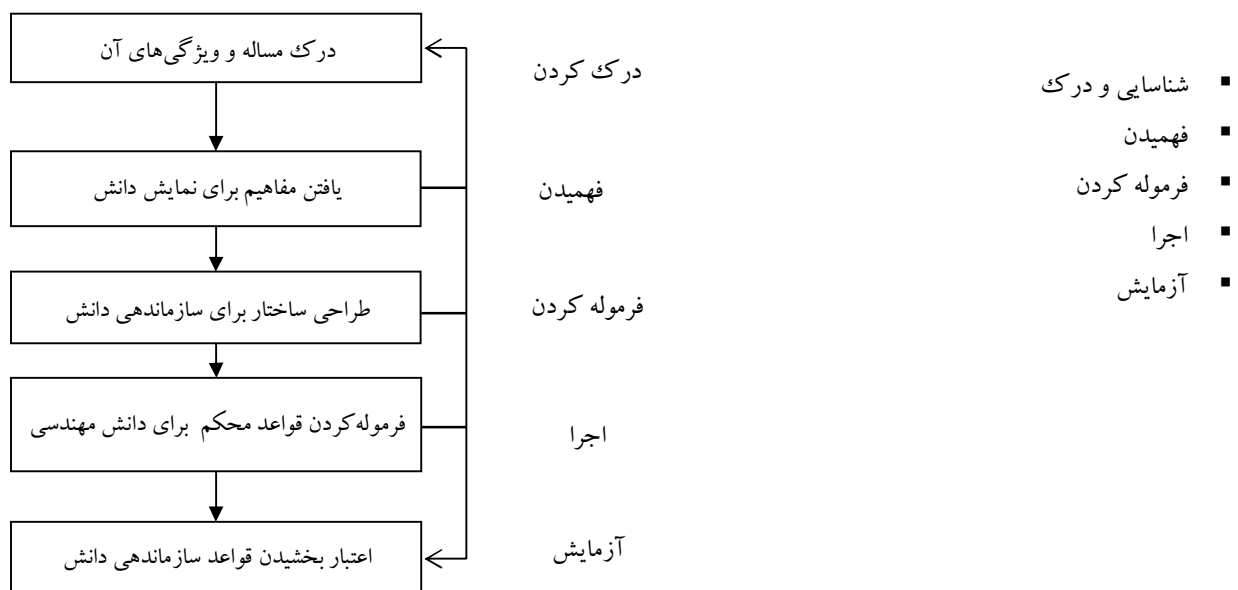 شناسایی و درک
فهمیدن
فرموله کردن
اجرا
آزمایش
درک کردن
فهمیدن
فرموله کردن
اجرا
آزمایش
درک مساله و ویژگی‌های آن
یافتن مفاهیم برای نمایش دانش
طراحی ساختار برای سازماندهی دانش
فرموله‌کردن قواعد محکم برای دانش مهندسی
اعتبار بخشیدن قواعد سازماندهی دانش